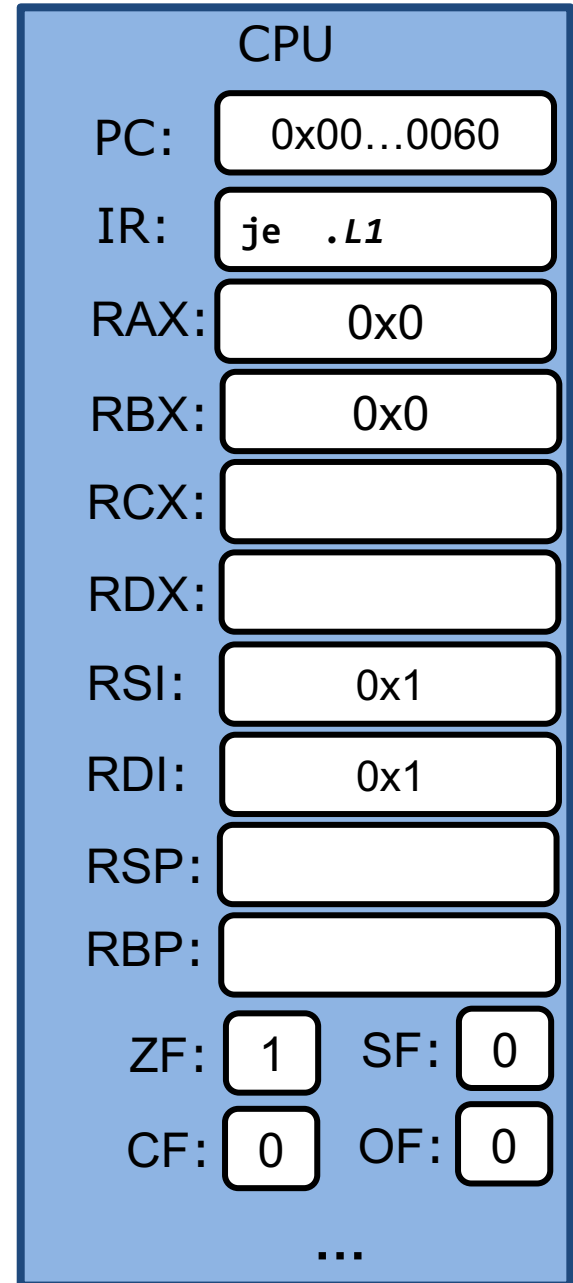 CPU
PC: 0x00...0060
IR: je .L1
RAX: 0x0
RBX: 0x0
RCX:
RDX:
RSI: 0x1
RDI: 0x1
RSP:
RBP:
ZF: 1 SF: 0
CF: 0 OF: 0
...